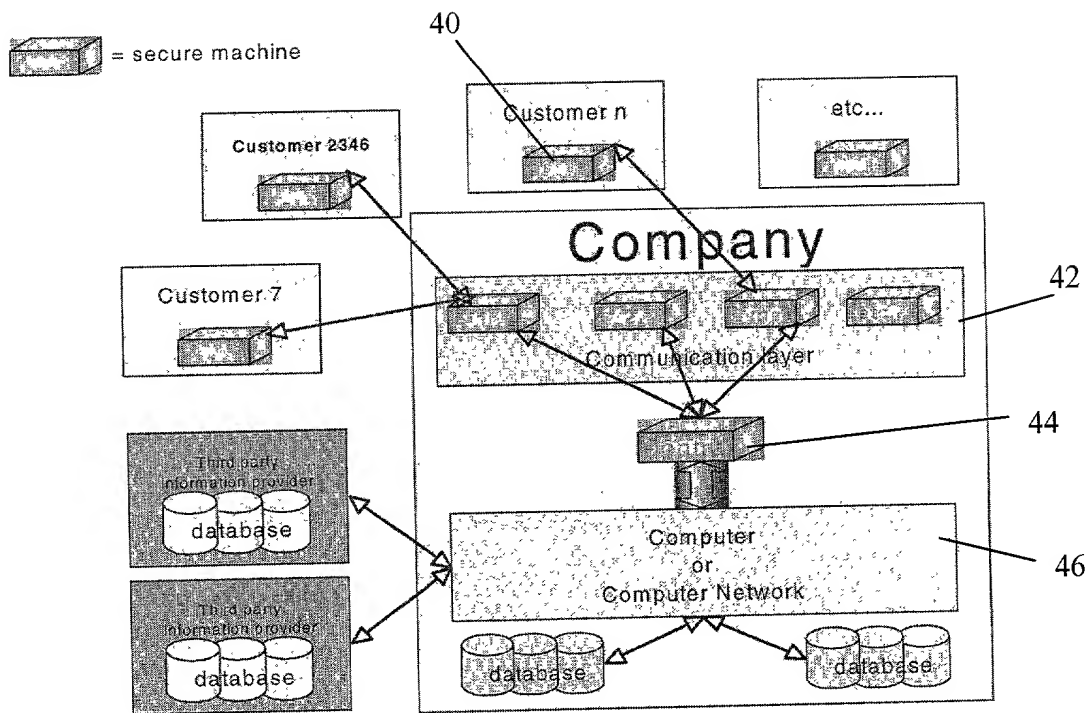 40
= secure machine
Customer n
etc...
Customer 2346
Company
42
Customer 7
Communication layer
44
Third party
information provider
database
Computer
or
Computer Network
46
Third party
information provider
database
database
database